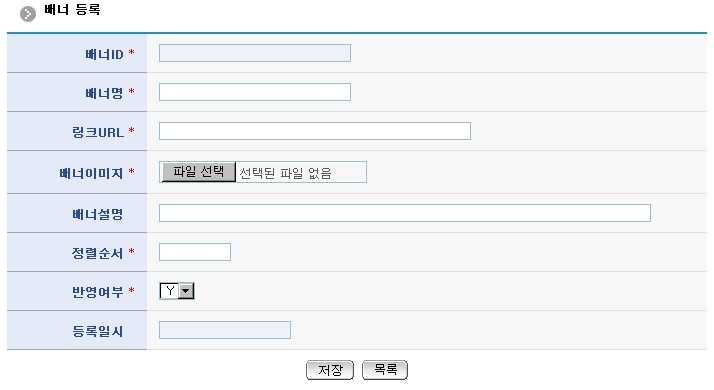 배너 등록
배너ID *
배너명 *
링크URL *
배너이미지 * 파일 선택 선택된 파일 없음
배너설명
정렬순서 *
반영여부 * Y
등록일시
저장 목록